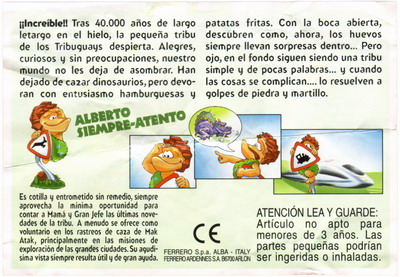 ¡¡Increíble!! Tras 40.000 años de largo
letargo en el hielo, la pequeña tribu
de los Tribuguays despierta. Alegres,
curiosos y sin preocupaciones, nuestro
mundo no les deja de asombrar. Han
dejado de cazar dinosaurios, pero devo-
ran con entusiasmo hamburguesas y
patatas fritas. Con la boca abierta,
descubren como, ahora, los huevos
siempre llevan sorpresas dentro... Pero
ojo, en el fondo siguen siendo una tribu
simple y de pocas palabras... y cuando
las cosas se complican.... lo resuelven a
golpes de piedra y martillo.
ALBERTO
SIEMPRE-ATENTO
Es cotilla y entrometido sin remedio, siempre
aprovecha la mínima oportunidad para
contar a Mamá y Gran Jefe las últimas nove-
dades de la tribu. A menudo se ofrece como
voluntario en los rastreos de caza de Mak
Atak, principalmente en las misiones de
exploración de las grandes ciudades. Su agudí-
sima vista siempre resulta útil y de gran ayuda.
CE
FERRERO S.p.a. ALBA - ITALY
FERRERO ARDENNES S.A. B6700 ARLON
ATENCIÓN LEA Y GUARDE:
Artículo no apto para
menores de 3 años. Las
partes pequeñas podrían
ser ingeridas o inhaladas.